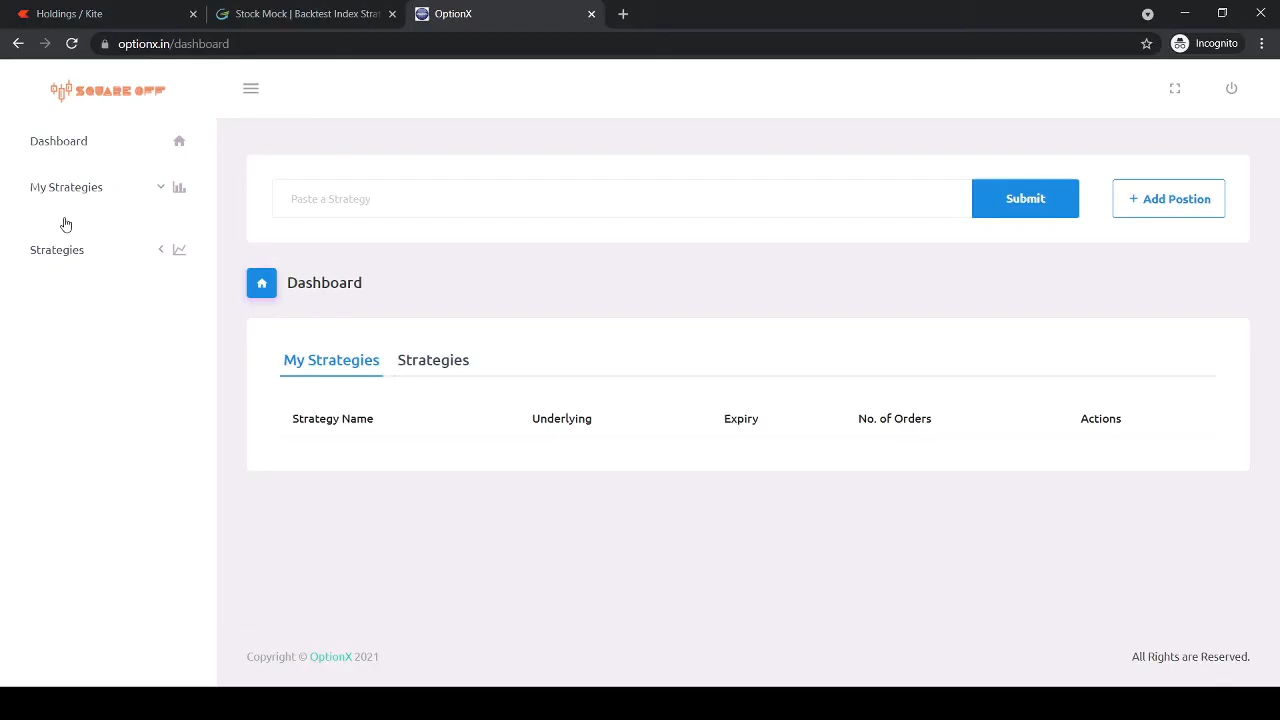 Holdings / Kite
Stock Mock | Backtest Index Strat
OptionX
optionx.in/dashboard
Incognito
SQUARE OFF
Dashboard
My Strategies
Strategies
Paste a Strategy
Submit
+ Add Postion
Dashboard
My Strategies Strategies
Strategy Name Underlying Expiry No. of Orders Actions
Copyright © OptionX 2021
All Rights are Reserved.